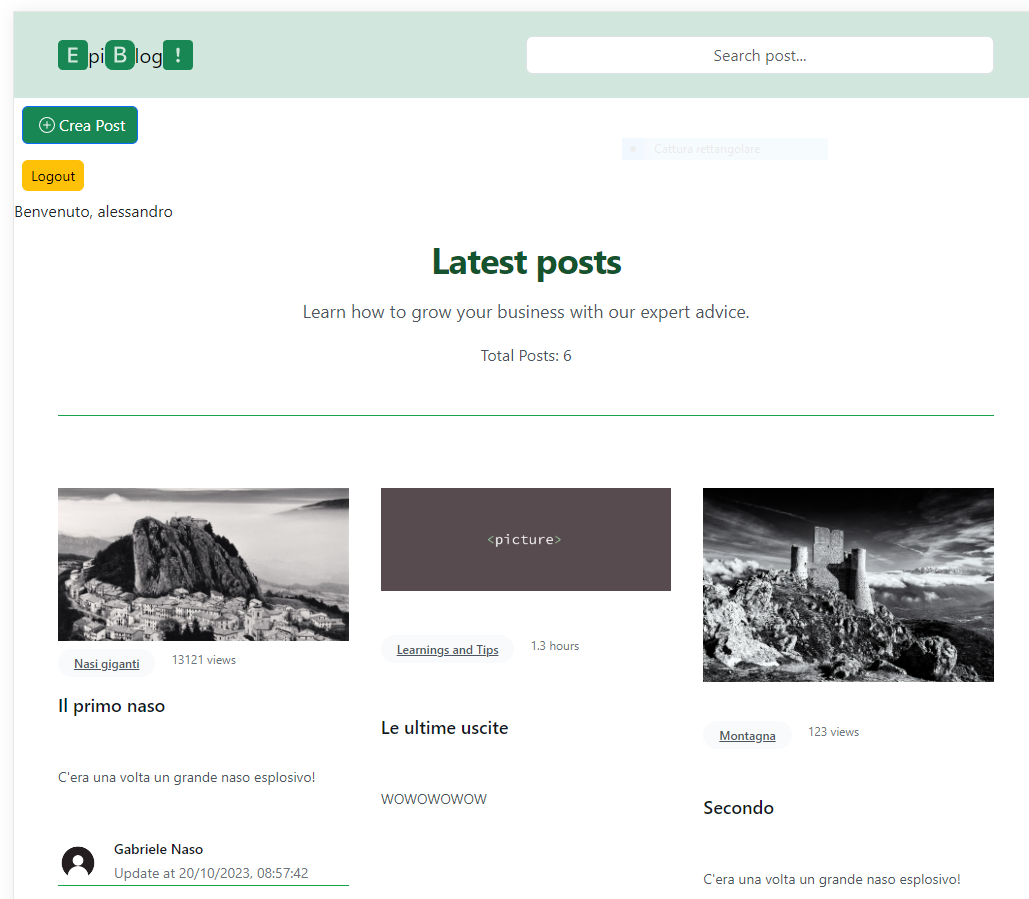 EpiBlog!
Search post...
Crea Post
Cattura rettangolare
Logout
Benvenuto, alessandro
Latest posts
Learn how to grow your business with our expert advice.
Total Posts: 6
Nasi giganti
13121 views
Il primo naso
C'era una volta un grande naso esplosivo!
Gabriele Naso
Update at 20/10/2023, 08:57:42
<picture>
Learnings and Tips
1.3 hours
Le ultime uscite
WOWOWOWOW
Montagna
123 views
Secondo
C'era una volta un grande naso esplosivo!